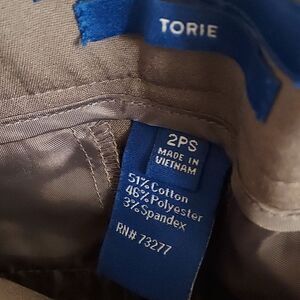 TORIE
2PS
MADE IN
VIETNAM
51% Cotton
46% Polyester
3% Spandex
RN# 73277